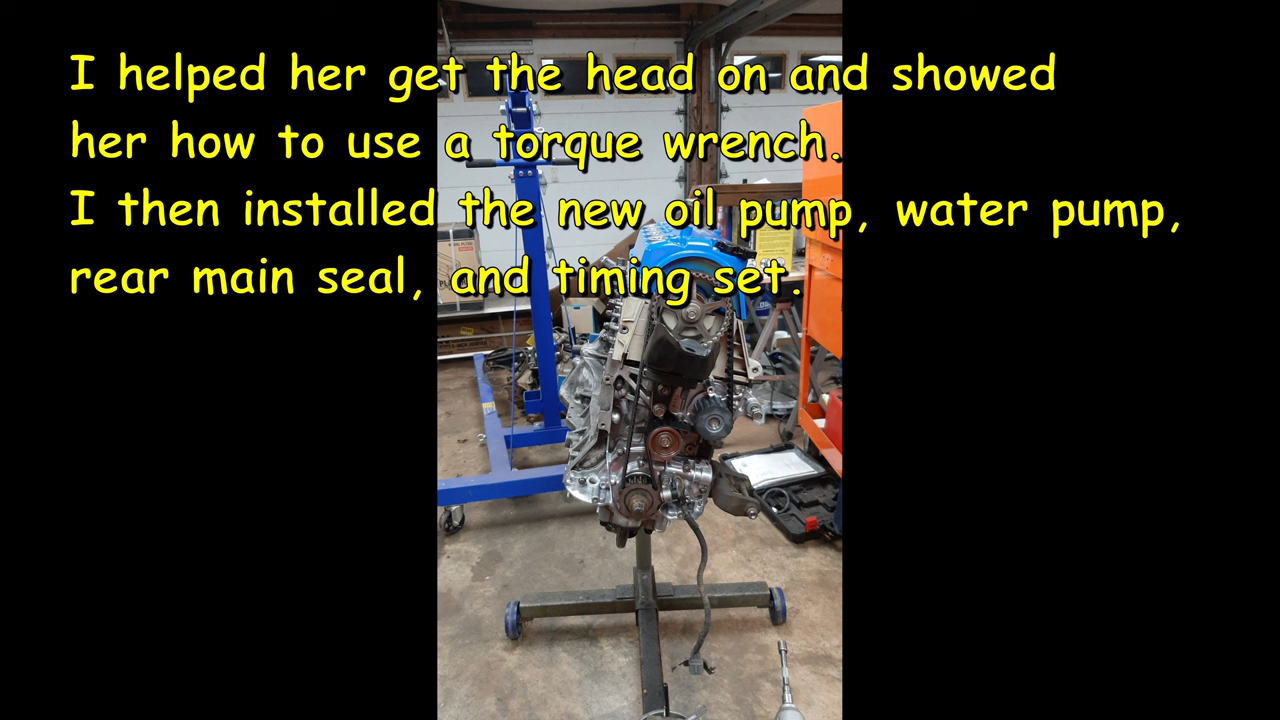 I helped her get the head on and showed
her how to use a torque wrench.
I then installed the new oil pump, water pump,
rear main seal, and timing set.